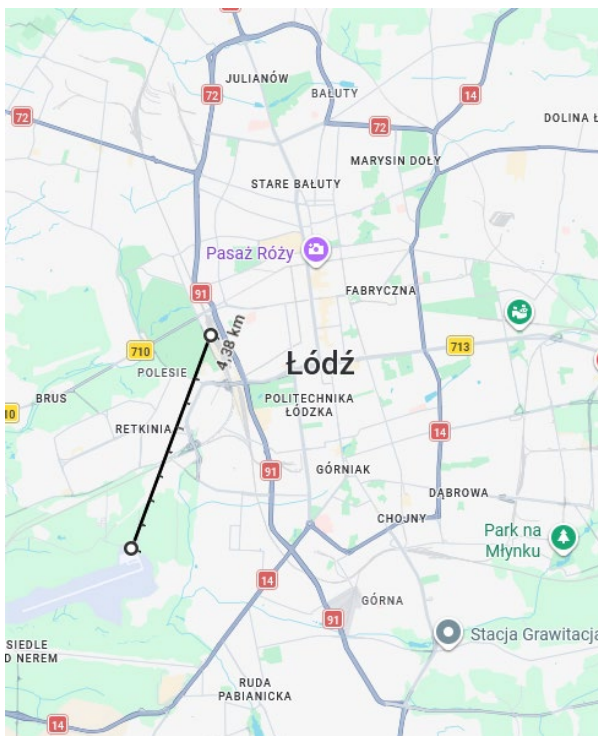 JULIANÓW
72
BAŁUTY
14
72
72
DOLINA Ł
MARYSIN DOŁY
STARE BAŁUTY
Pasaż Róży
91
FABRYCZNA
4,38 km
710
Łódź
713
POLESIE
BRUS
10
POLITECHNIKA
ŁÓDZKA
RETKINIA
14
91
GÓRNIAK
DĄBROWA
CHOJNY
Park na
Młynku
14
GÓRNA
91
Stacja Grawitacja
SIEDLE
D NEREM
RUDA
PABIANICKA
14